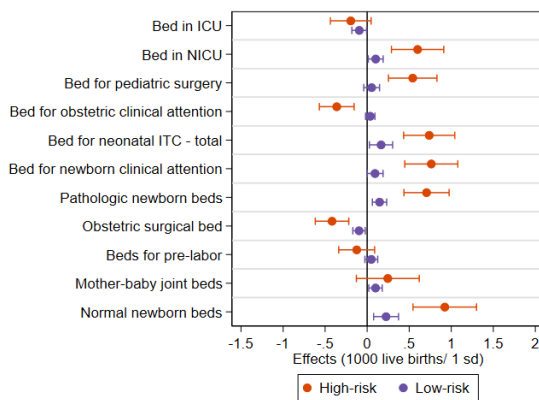 Bed in ICU
Bed in NICU
Bed for pediatric surgery
Bed for obstetric clinical attention
Bed for neonatal ITC - total
Bed for newborn clinical attention
Pathologic newborn beds
Obstetric surgical bed
Beds for pre-labor
Mother-baby joint beds
Normal newborn beds
-1.5 -1 -.5 0 .5 1 1.5 2
Effects (1000 live births/ 1 sd)
High-risk Low-risk